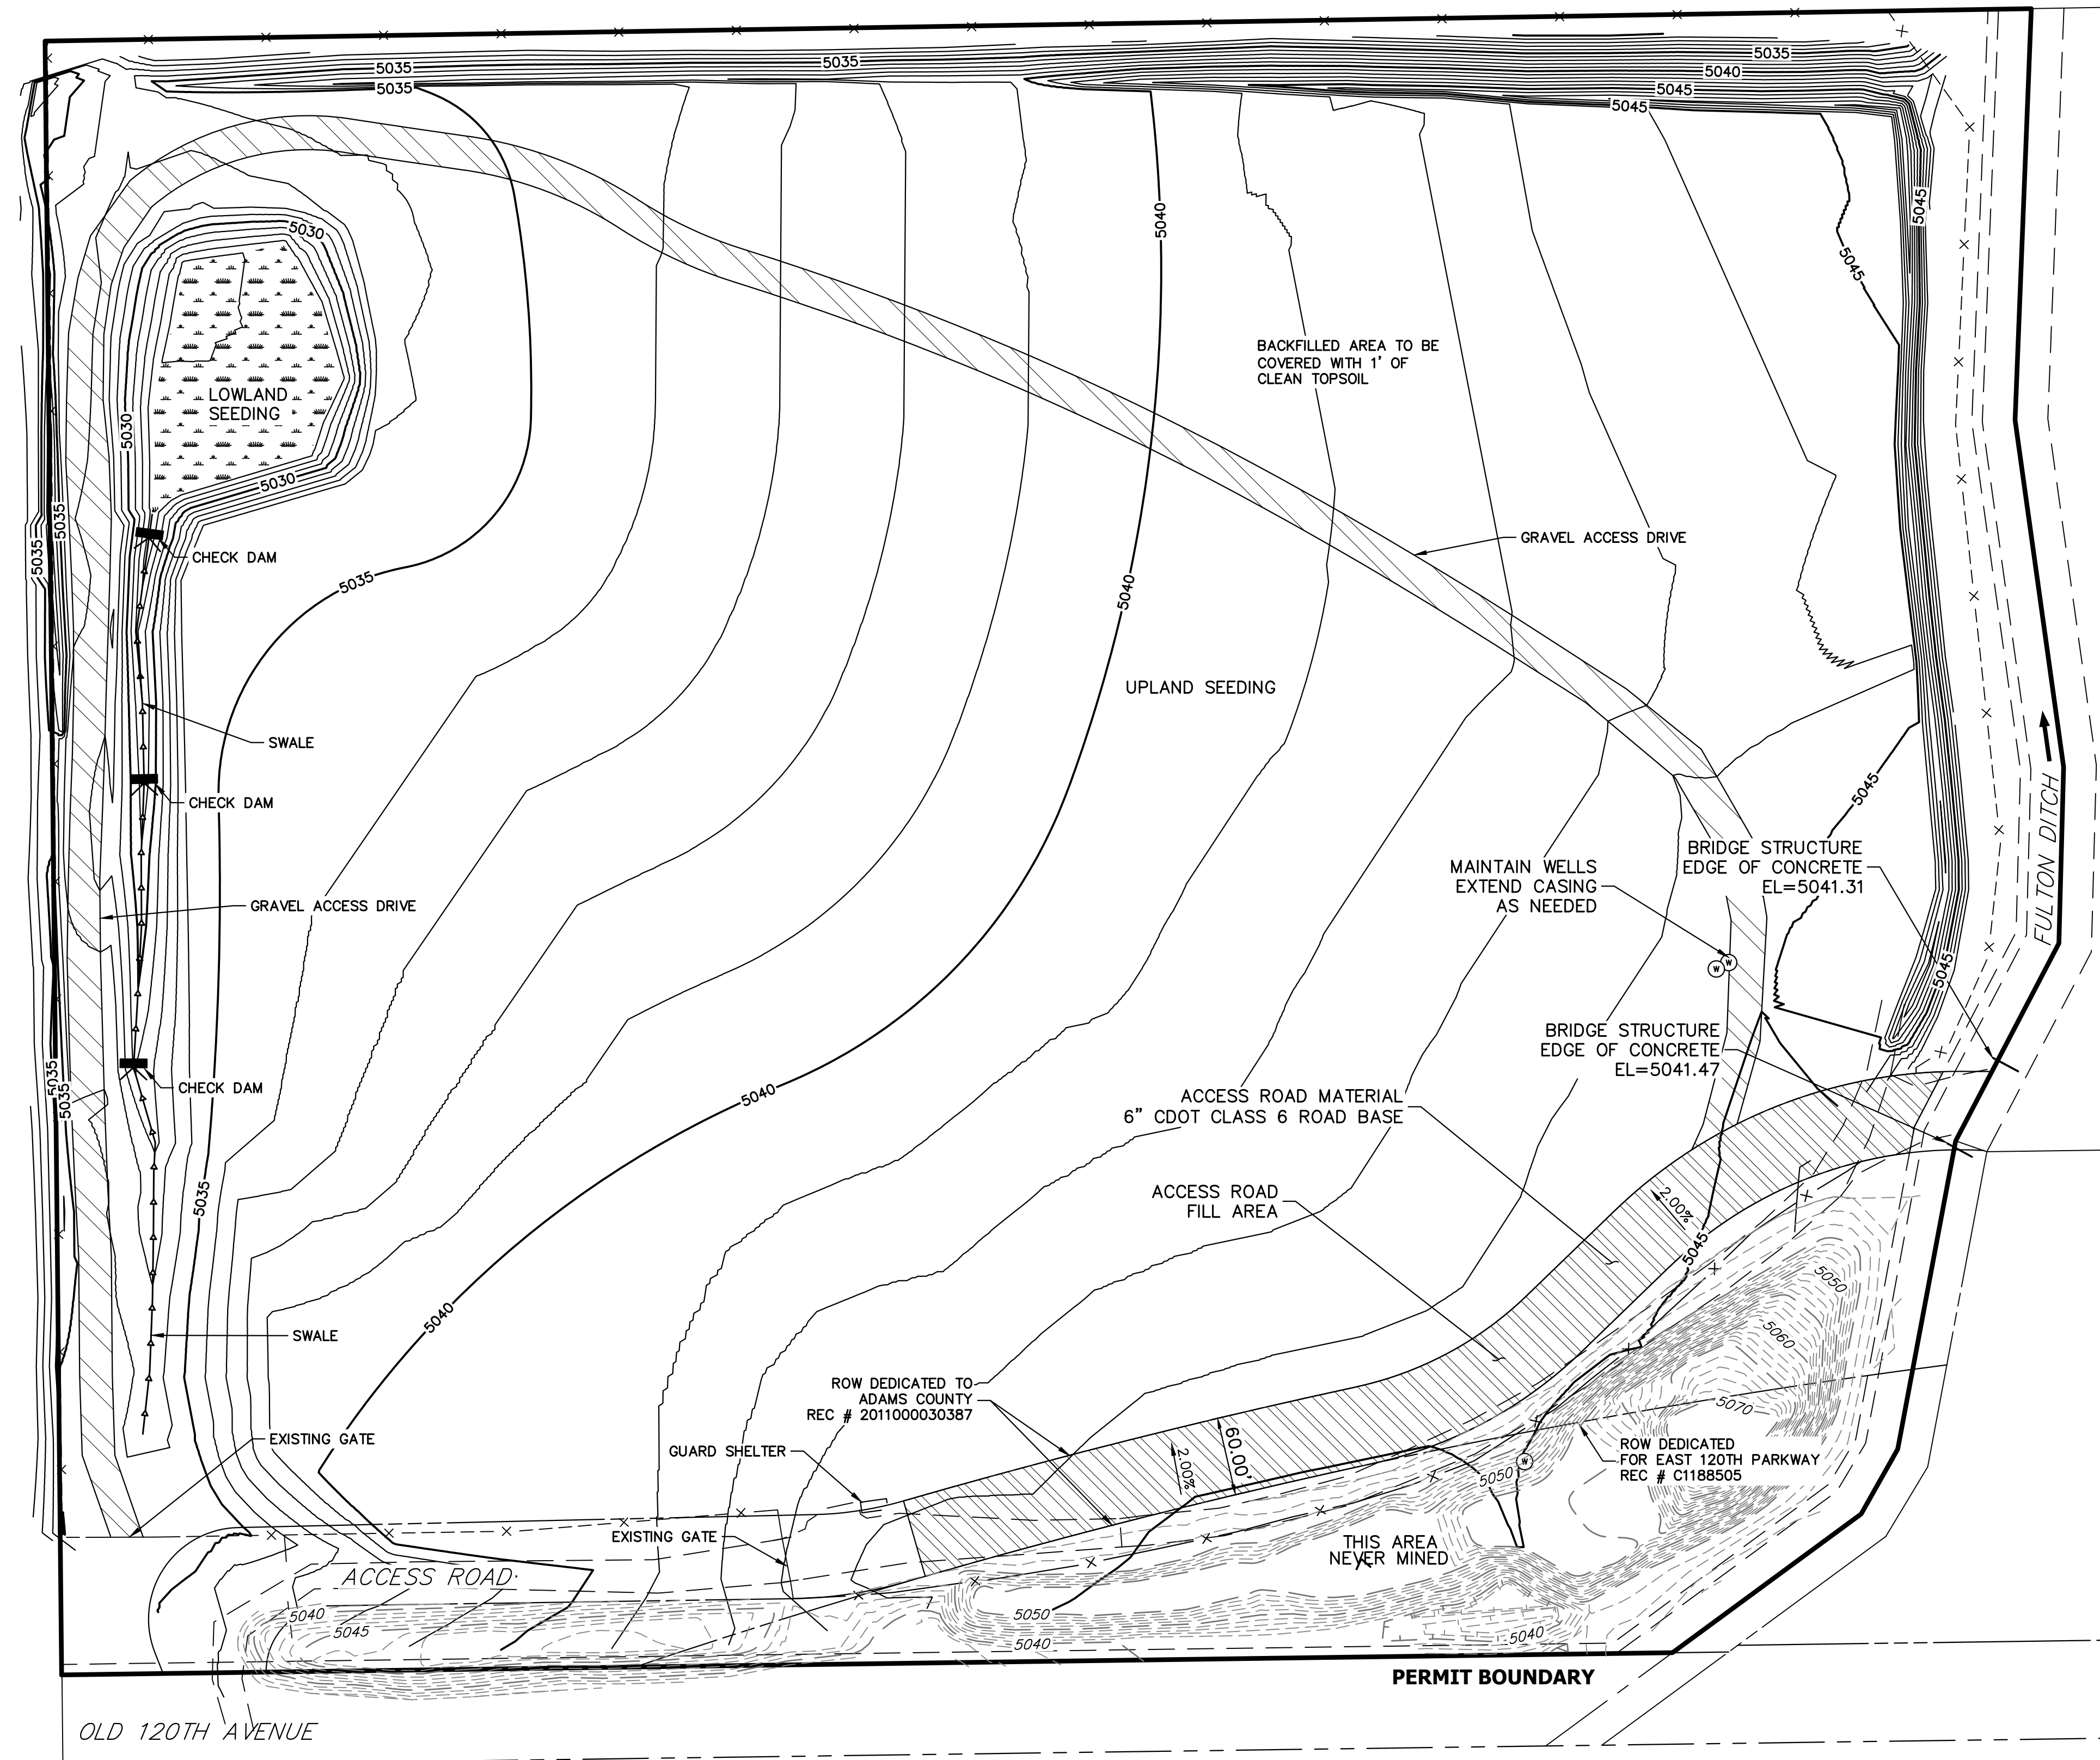 5035
5035
5035
5040
5035
5045
5045
5045
5040
5045
5030
BACKFILLED AREA TO BE
COVERED WITH 1' OF
CLEAN TOPSOIL
LOWLAND
SEEDING
5030
5030
5035
5035
GRAVEL ACCESS DRIVE
CHECK DAM
5035
5040
UPLAND SEEDING
SWALE
CHECK DAM
5045
FULTON DITCH
BRIDGE STRUCTURE
EDGE OF CONCRETE
EL=5041.31
MAINTAIN WELLS
EXTEND CASING
AS NEEDED
GRAVEL ACCESS DRIVE
W
W
5045
BRIDGE STRUCTURE
EDGE OF CONCRETE
EL=5041.47
5035
5035
CHECK DAM
5040
ACCESS ROAD MATERIAL
6" CDOT CLASS 6 ROAD BASE
5035
ACCESS ROAD
FILL AREA
2.00%
5045
5050
5060
5040
SWALE
ROW DEDICATED TO
ADAMS COUNTY
REC # 2011000030387
5070
EXISTING GATE
GUARD SHELTER
2.00%
60.00'
ROW DEDICATED
FOR EAST 120TH PARKWAY
REC # C1188505
W
5050
EXISTING GATE
THIS AREA
NEVER MINED
ACCESS ROAD
5040
5045
5050
5040
5040
PERMIT BOUNDARY
OLD 120TH AVENUE